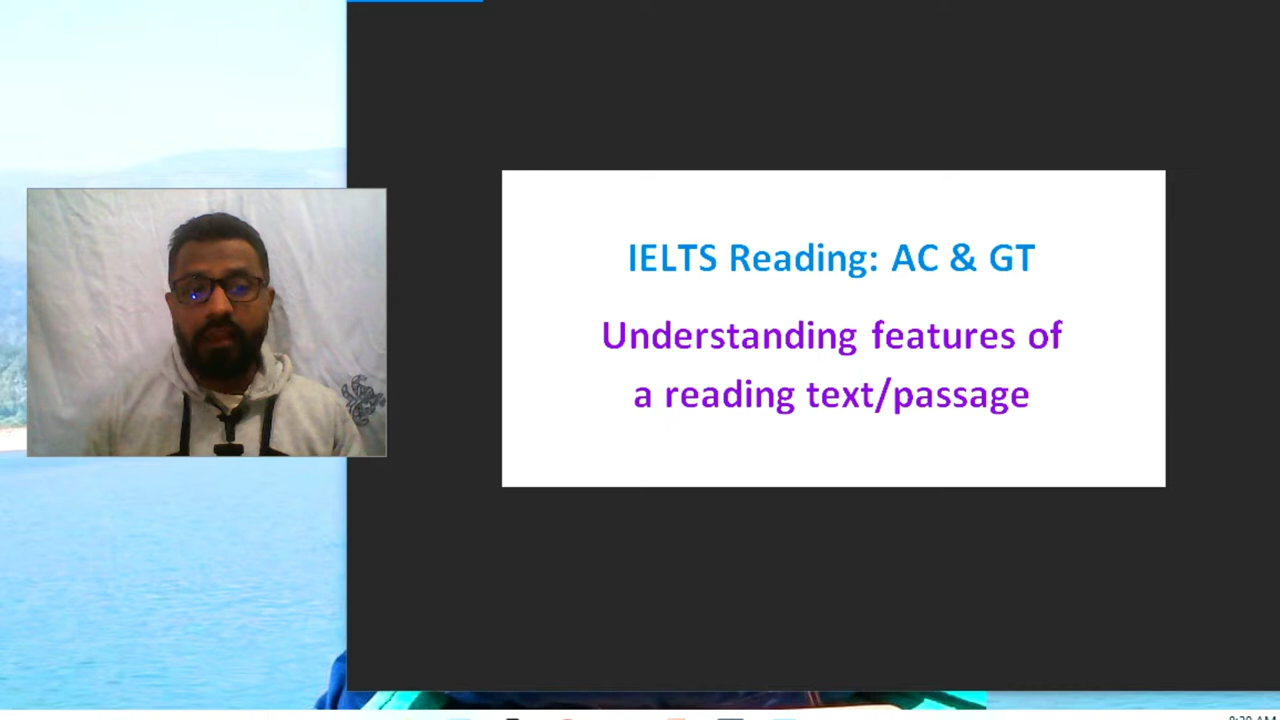 IELTS Reading: AC & GT
Understanding features of
a reading text/passage